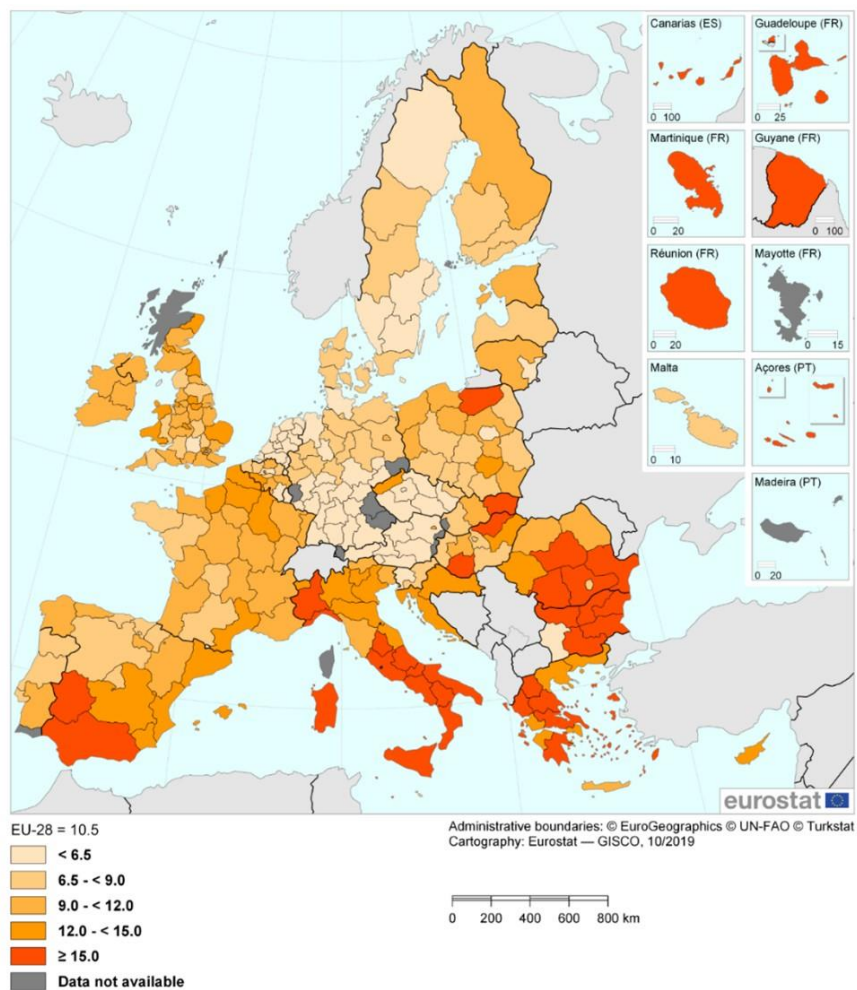 Canarias (ES)
0 100
Guadeloupe (FR)
0 25
Martinique (FR)
0 20
Guyane (FR)
0 100
Réunion (FR)
0 20
Mayotte (FR)
0 15
Malta
0 10
Açores (PT)
Madeira (PT)
0 20
eurostat
EU-28 = 10.5
< 6.5
6.5 - < 9.0
9.0 - < 12.0
12.0 - < 15.0
≥ 15.0
Data not available
Administrative boundaries: © EuroGeographics © UN-FAO © Turkstat
Cartography: Eurostat — GISCO, 10/2019
0 200 400 600 800 km